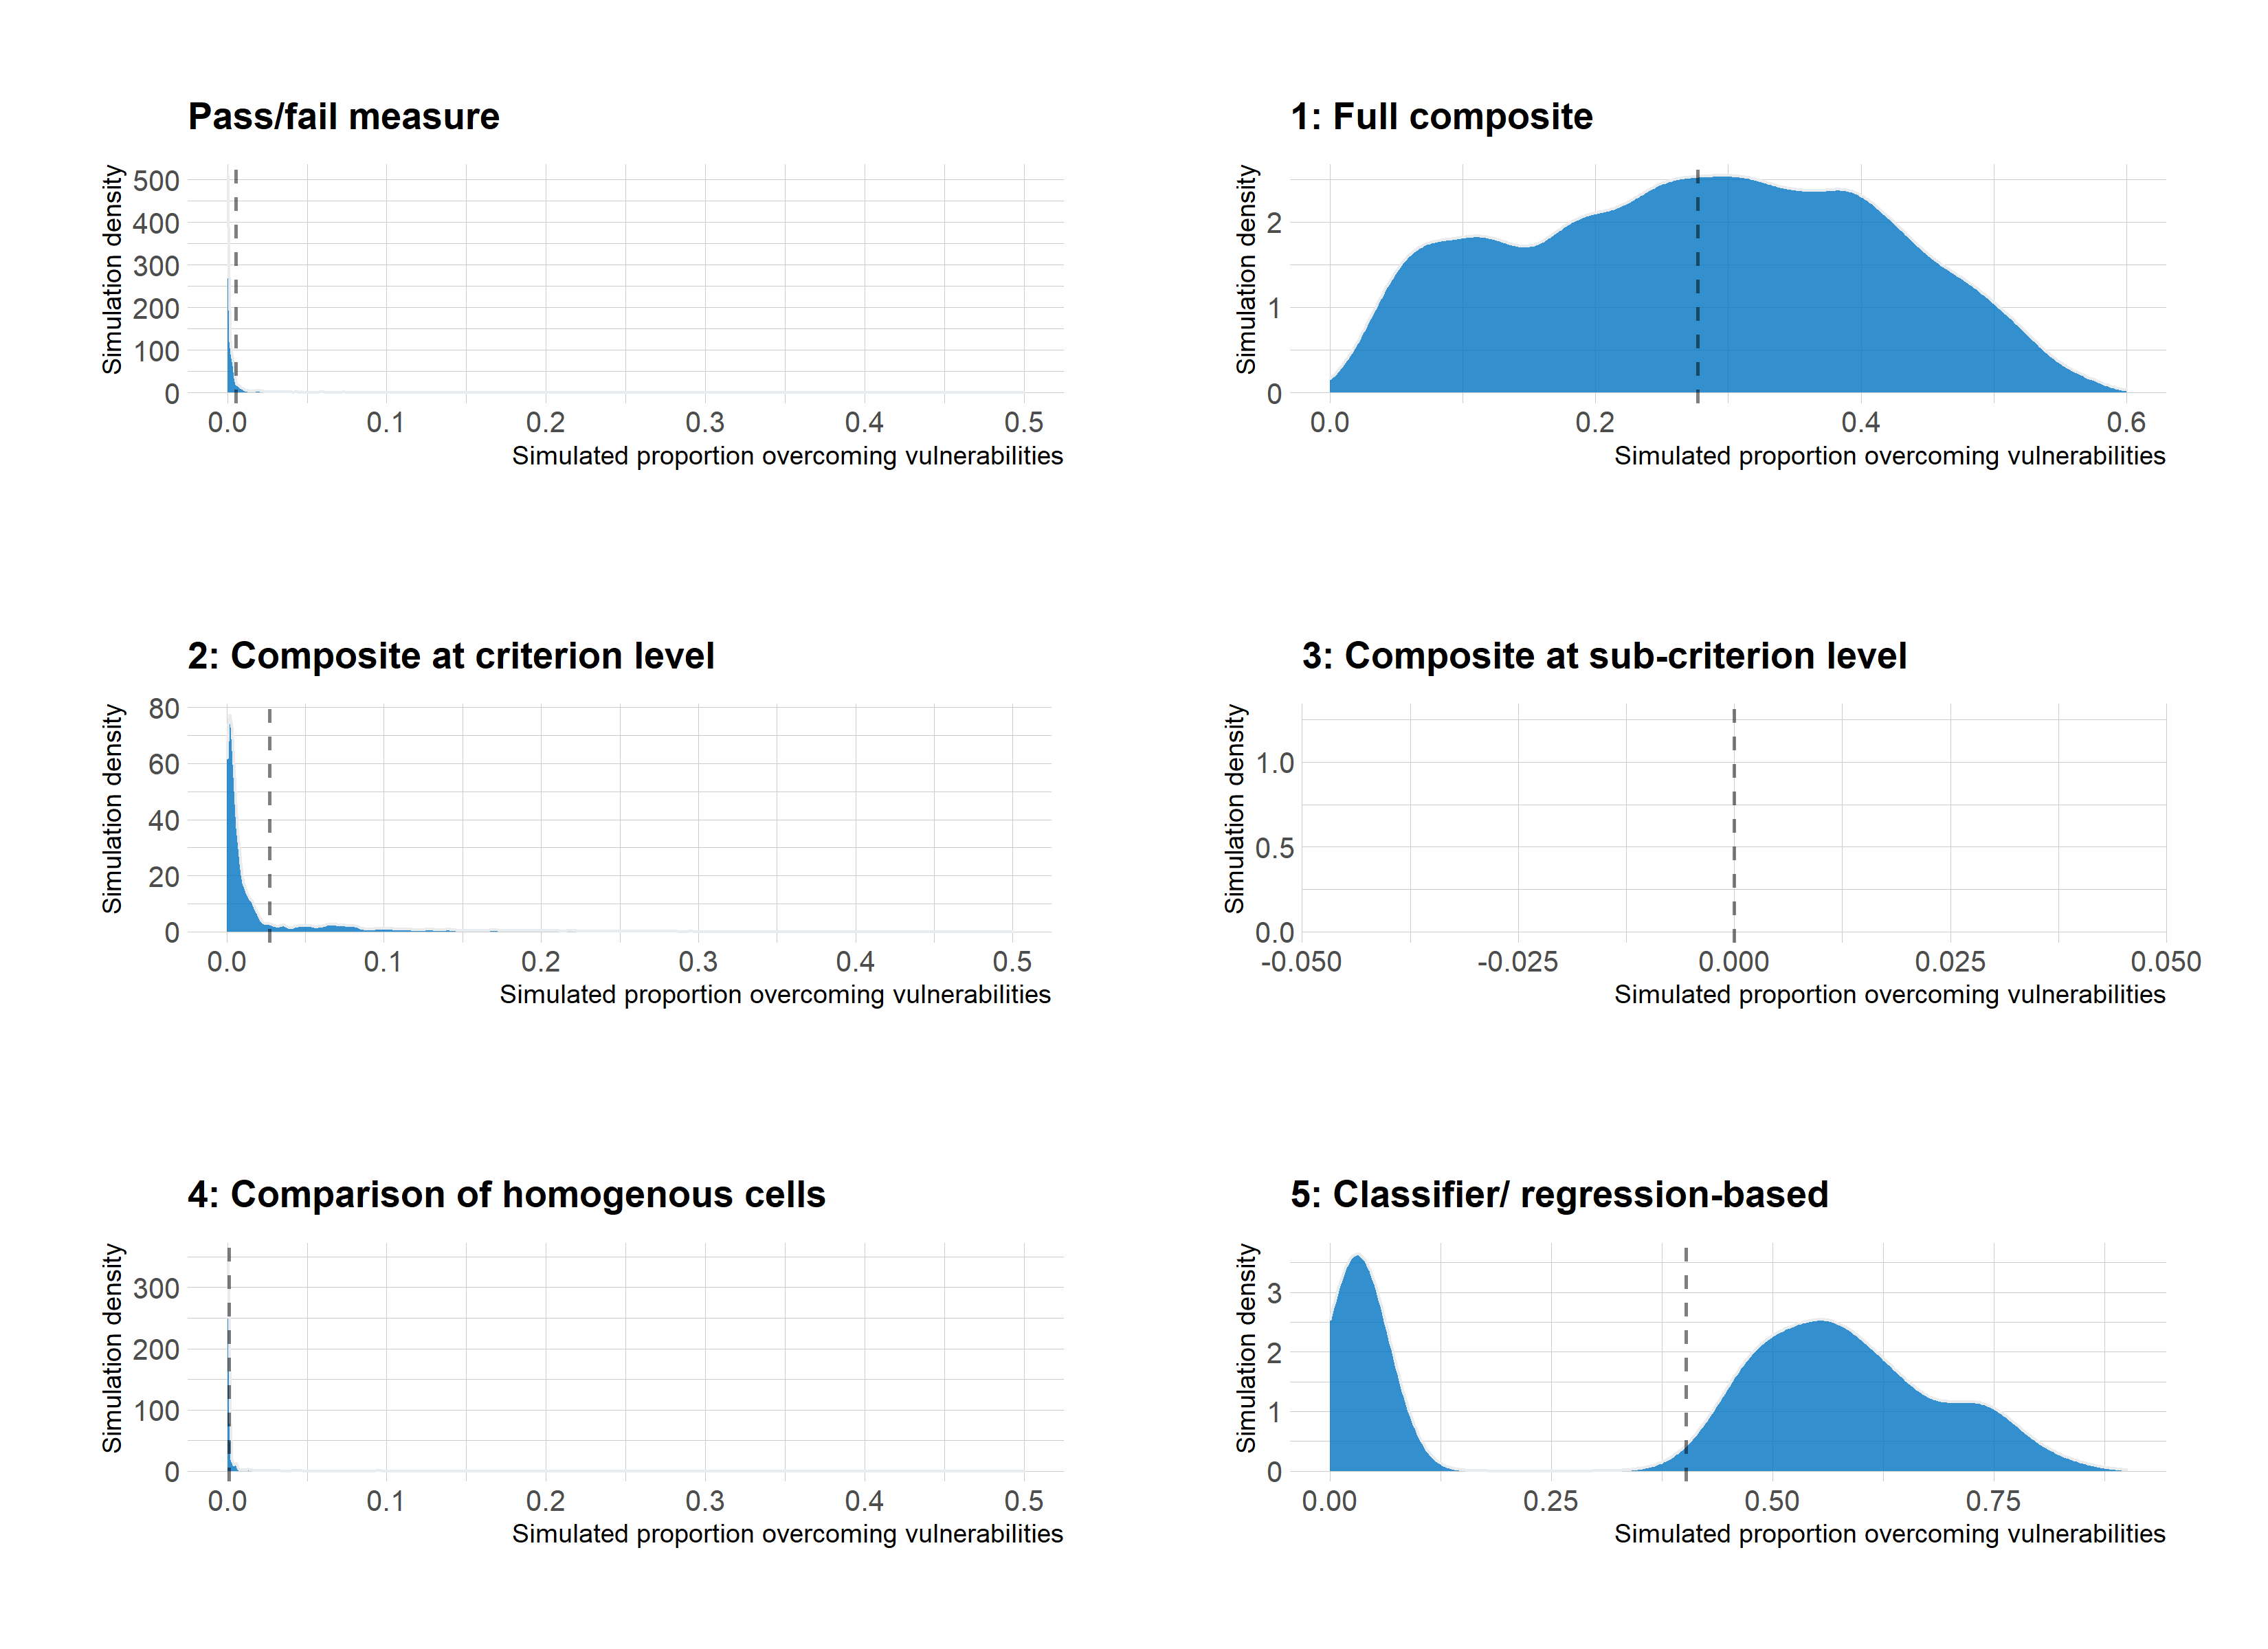 Pass/fail measure
Simulation density
500
400
300
200
100
0
0.0 0.1 0.2 0.3 0.4 0.5
Simulated proportion overcoming vulnerabilities
1: Full composite
Simulation density
2
1
0
0.0 0.2 0.4 0.6
Simulated proportion overcoming vulnerabilities
2: Composite at criterion level
Simulation density
80
60
40
20
0
0.0 0.1 0.2 0.3 0.4 0.5
Simulated proportion overcoming vulnerabilities
3: Composite at sub-criterion level
Simulation density
1.0
0.5
0.0
-0.050 -0.025 0.000 0.025 0.050
Simulated proportion overcoming vulnerabilities
4: Comparison of homogenous cells
Simulation density
300
200
100
0
0.0 0.1 0.2 0.3 0.4 0.5
Simulated proportion overcoming vulnerabilities
5: Classifier/ regression-based
Simulation density
3
2
1
0
0.00 0.25 0.50 0.75
Simulated proportion overcoming vulnerabilities